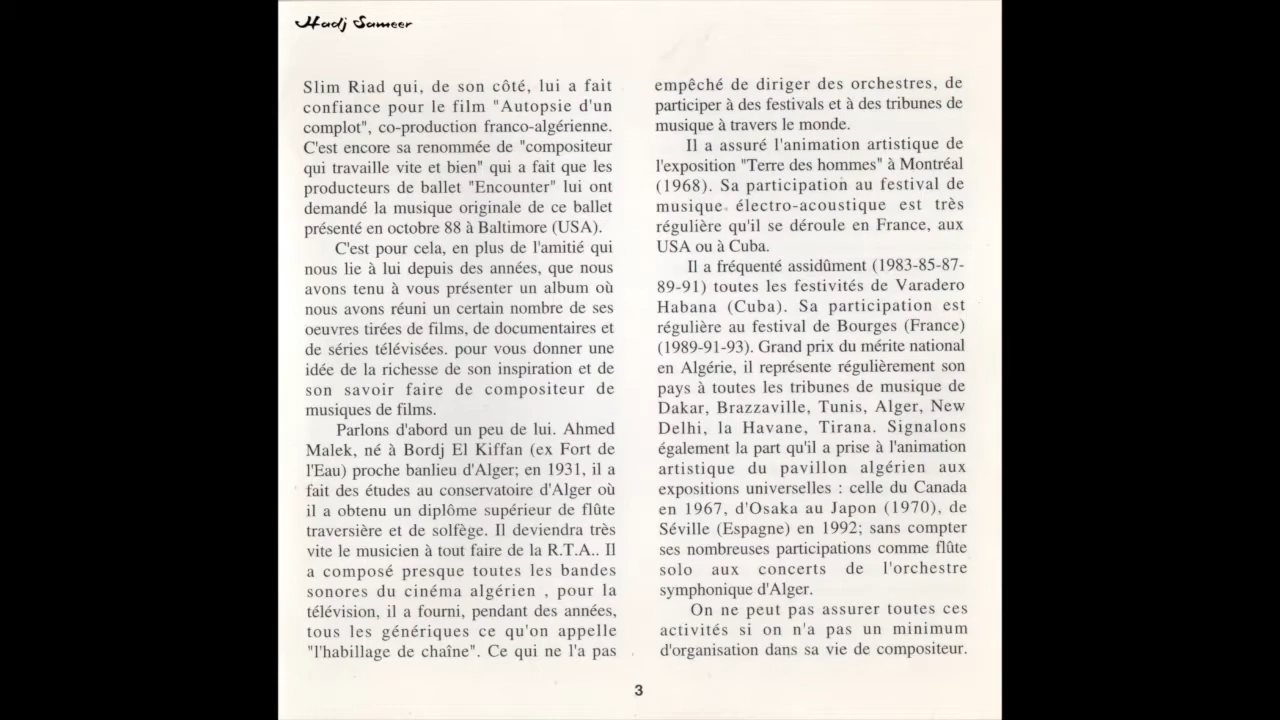 Hadj Sameer
Slim Riad qui, de son côté, lui a fait
confiance pour le film "Autopsie d'un
complot", co-production franco-algérienne.
C'est encore sa renommée de "compositeur
qui travaille vite et bien" qui a fait que les
producteurs de ballet "Encounter" lui ont
demandé la musique originale de ce ballet
présenté en octobre 88 à Baltimore (USA).
C'est pour cela, en plus de l'amitié qui
nous lie à lui depuis des années, que nous
avons tenu à vous présenter un album où
nous avons réuni un certain nombre de ses
oeuvres tirées de films, de documentaires et
de séries télévisées. pour vous donner une
idée de la richesse de son inspiration et de
son savoir faire de compositeur de
musiques de films.
Parlons d'abord un peu de lui. Ahmed
Malek, né à Bordj El Kiffan (ex Fort de
l'Eau) proche banlieu d'Alger; en 1931, il a
fait des études au conservatoire d'Alger où
il a obtenu un diplôme supérieur de flûte
traversière et de solfège. Il deviendra très
vite le musicien à tout faire de la R.T.A.. Il
a composé presque toutes les bandes
sonores du cinéma algérien , pour la
télévision, il a fourni, pendant des années,
tous les génériques ce qu'on appelle
"l'habillage de chaîne". Ce qui ne l'a pas
empêché de diriger des orchestres, de
participer à des festivals et à des tribunes de
musique à travers le monde.
Il a assuré l'animation artistique de
l'exposition "Terre des hommes" à Montréal
(1968). Sa participation au festival de
musique électro-acoustique est très
régulière qu'il se déroule en France, aux
USA ou à Cuba.
Il a fréquenté assidûment (1983-85-87-
89-91) toutes les festivités de Varadero
Habana (Cuba). Sa participation est
régulière au festival de Bourges (France)
(1989-91-93). Grand prix du mérite national
en Algérie, il représente régulièrement son
pays à toutes les tribunes de musique de
Dakar, Brazzaville, Tunis, Alger, New
Delhi, la Havane, Tirana. Signalons
également la part qu'il a prise à l'animation
artistique du pavillon algérien aux
expositions universelles : celle du Canada
en 1967, d'Osaka au Japon (1970), de
Séville (Espagne) en 1992; sans compter
ses nombreuses participations comme flûte
solo aux concerts de l'orchestre
symphonique d'Alger.
On ne peut pas assurer toutes ces
activités si on n'a pas un minimum
d'organisation dans sa vie de compositeur.
3